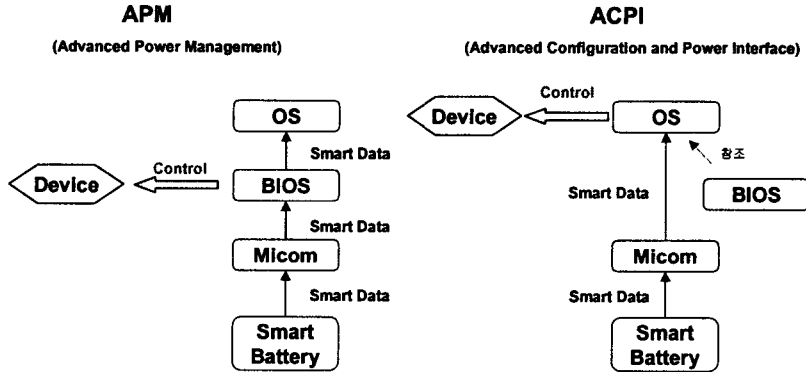 APM
(Advanced Power Management)
OS
Smart Data
Control
Device
BIOS
Smart Data
Micom
Smart Data
Smart
Battery
ACPI
(Advanced Configuration and Power Interface)
Control
Device
OS
참조
Smart Data
BIOS
Micom
Smart Data
Smart
Battery